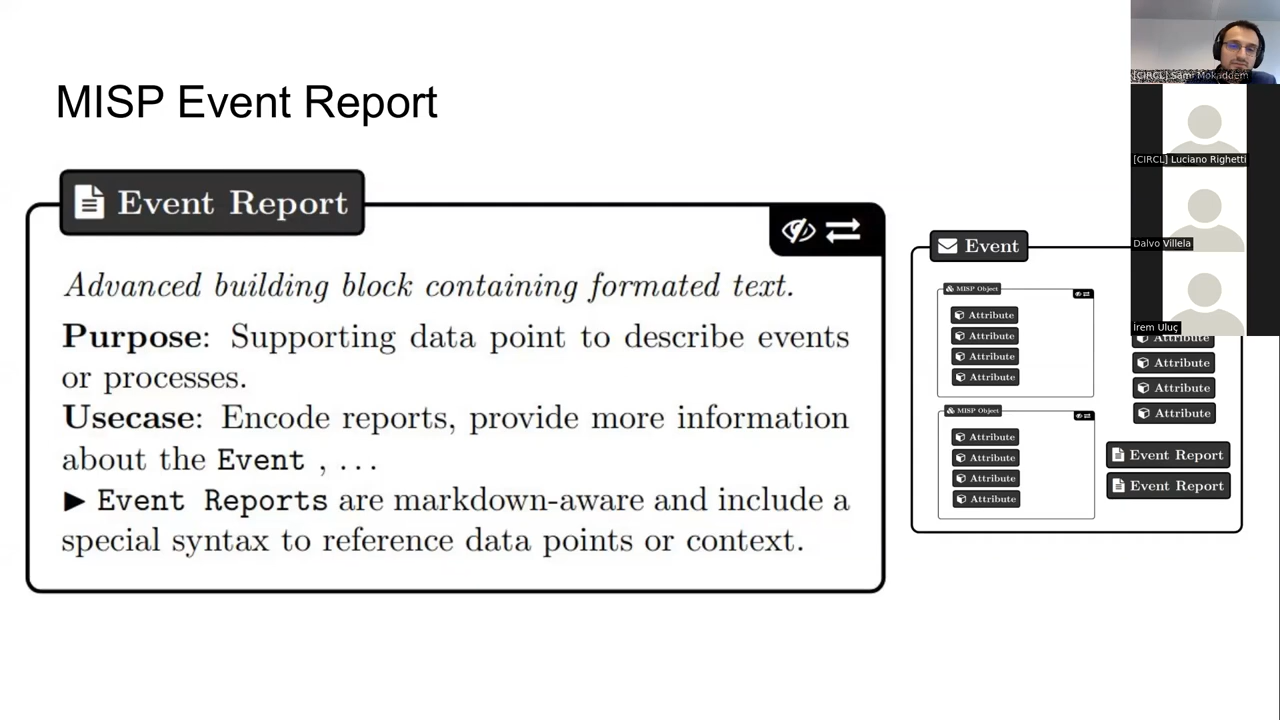 MISP Event Report
Event Report
Advanced building block containing formated text.
Purpose: Supporting data point to describe events
or processes.
Usecase: Encode reports, provide more information
about the Event , ...
▶ Event Reports are markdown-aware and include a
special syntax to reference data points or context.
Event
MISP Object
Attribute
Attribute
Attribute
Attribute
MISP Object
Attribute
Attribute
Attribute
Attribute
Attribute
Attribute
Attribute
Attribute
Event Report
Event Report
[CIRCL] Sami Mokaddem
[CIRCL] Luciano Righetti
Dalvo Villela
İrem Uluç